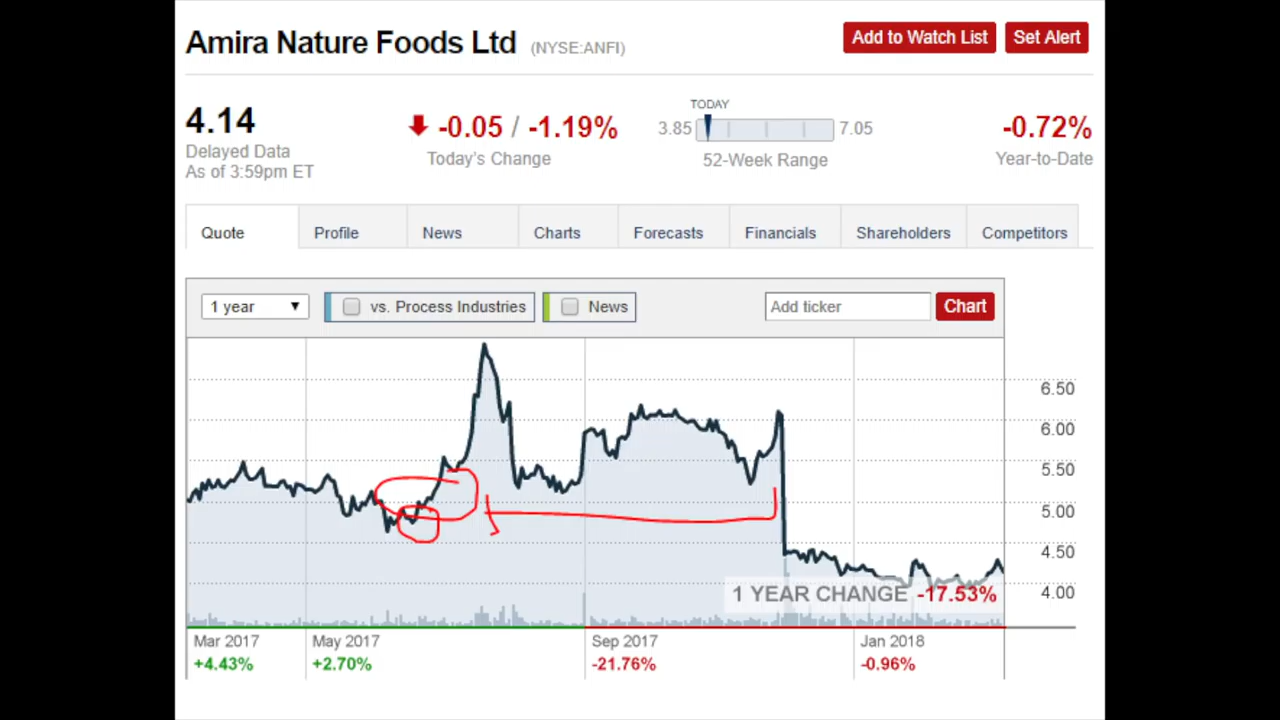 Amira Nature Foods Ltd (NYSE:ANFI)
Add to Watch List
Set Alert
4.14
Delayed Data
As of 3:59pm ET
-0.05 / -1.19%
Today's Change
TODAY
3.85
7.05
52-Week Range
-0.72%
Year-to-Date
Quote
Profile
News
Charts
Forecasts
Financials
Shareholders
Competitors
1 year
vs. Process Industries
News
Add ticker
Chart
6.50
6.00
5.50
5.00
4.50
4.00
1 YEAR CHANGE -17.53%
Mar 2017
May 2017
Sep 2017
Jan 2018
+4.43%
+2.70%
-21.76%
-0.96%